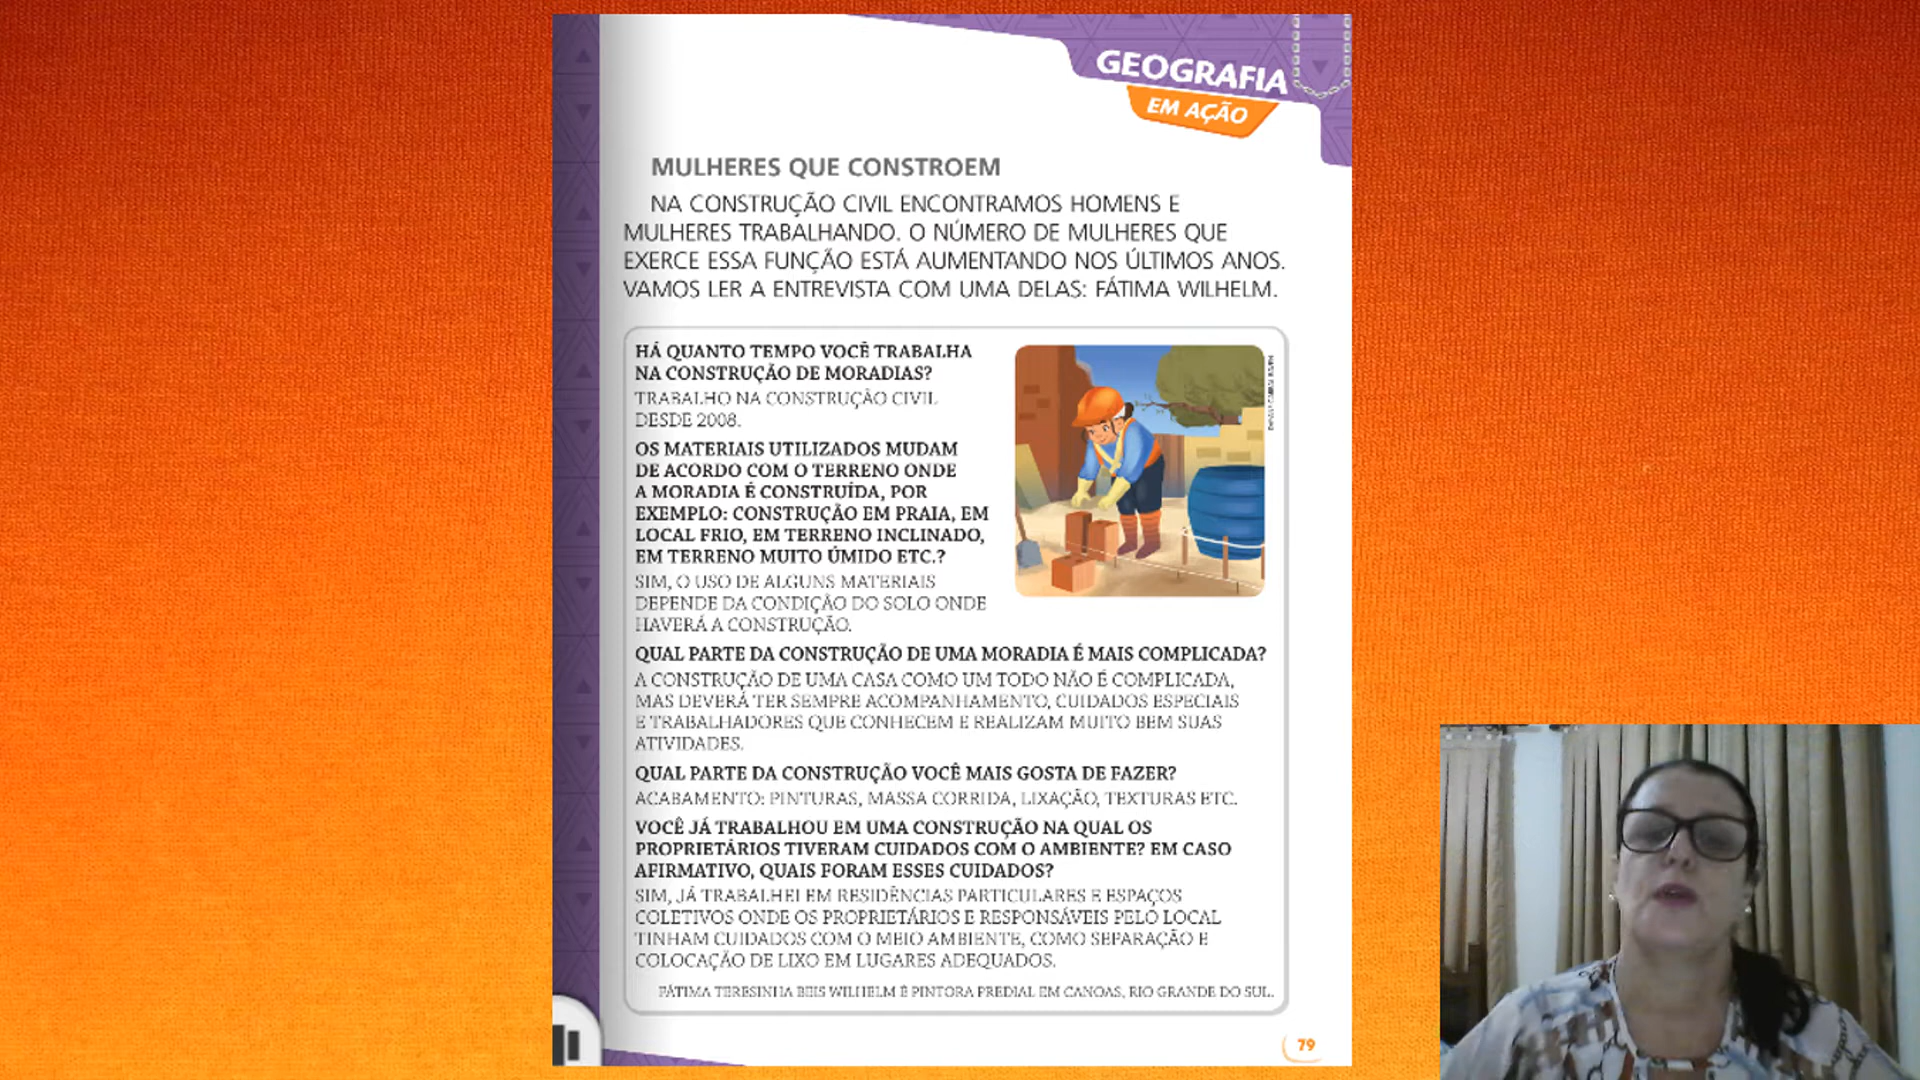 GEOGRAFIA
EM AÇÃO
MULHERES QUE CONSTROEM
NA CONSTRUÇÃO CIVIL ENCONTRAMOS HOMENS E
MULHERES TRABALHANDO. O NÚMERO DE MULHERES QUE
EXERCE ESSA FUNÇÃO ESTÁ AUMENTANDO NOS ÚLTIMOS ANOS.
VAMOS LER A ENTREVISTA COM UMA DELAS: FÁTIMA WILHELM.
HÁ QUANTO TEMPO VOCÊ TRABALHA
NA CONSTRUÇÃO DE MORADIAS?
TRABALHO NA CONSTRUÇÃO CIVIL
DESDE 2008.
OS MATERIAIS UTILIZADOS MUDAM
DE ACORDO COM O TERRENO ONDE
A MORADIA É CONSTRUÍDA, POR
EXEMPLO: CONSTRUÇÃO EM PRAIA, EM
LOCAL FRIO, EM TERRENO INCLINADO,
EM TERRENO MUITO ÚMIDO ETC.?
SIM, O USO DE ALGUNS MATERIAIS
DEPENDE DA CONDIÇÃO DO SOLO ONDE
HAVERÁ A CONSTRUÇÃO.
QUAL PARTE DA CONSTRUÇÃO DE UMA MORADIA É MAIS COMPLICADA?
A CONSTRUÇÃO DE UMA CASA COMO UM TODO NÃO É COMPLICADA,
MAS DEVERÁ TER SEMPRE ACOMPANHAMENTO, CUIDADOS ESPECIAIS
E TRABALHADORES QUE CONHECEM E REALIZAM MUITO BEM SUAS
ATIVIDADES.
QUAL PARTE DA CONSTRUÇÃO VOCÊ MAIS GOSTA DE FAZER?
ACABAMENTO: PINTURAS, MASSA CORRIDA, LIXAÇÃO, TEXTURAS ETC.
VOCÊ JÁ TRABALHOU EM UMA CONSTRUÇÃO NA QUAL OS
PROPRIETÁRIOS TIVERAM CUIDADOS COM O AMBIENTE? EM CASO
AFIRMATIVO, QUAIS FORAM ESSES CUIDADOS?
SIM, JÁ TRABALHEI EM RESIDÊNCIAS PARTICULARES E ESPAÇOS
COLETIVOS ONDE OS PROPRIETÁRIOS E RESPONSÁVEIS PELO LOCAL
TINHAM CUIDADOS COM O MEIO AMBIENTE, COMO SEPARAÇÃO E
COLOCAÇÃO DE LIXO EM LUGARES ADEQUADOS.
FÁTIMA TERESINHA BEIS WILHELM É PINTORA PREDIAL EM CANOAS, RIO GRANDE DO SUL.
79